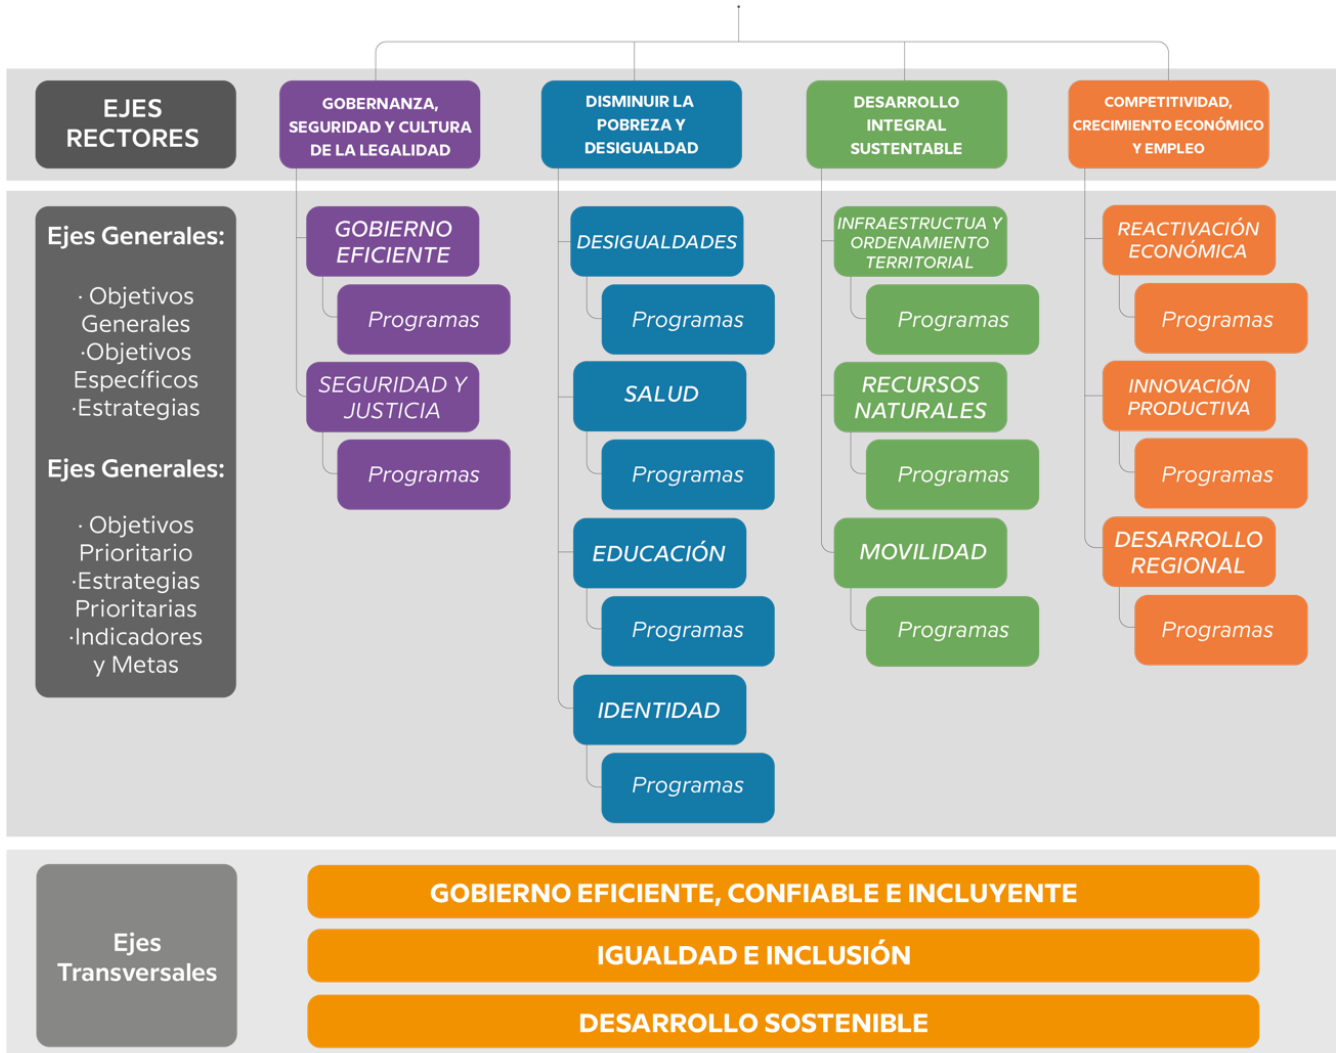 EJES
RECTORES
GOBERNANZA,
SEGURIDAD Y CULTURA
DE LA LEGALIDAD
DISMINUIR LA
POBREZA Y
DESIGUALDAD
DESARROLLO
INTEGRAL
SUSTENTABLE
COMPETITIVIDAD,
CRECIMIENTO ECONÓMICO
Y EMPLEO
Ejes Generales:
· Objetivos
Generales
·Objetivos
Específicos
·Estrategias
Ejes Generales:
· Objetivos
Prioritario
·Estrategias
Prioritarias
·Indicadores
y Metas
GOBIERNO
EFICIENTE
Programas
SEGURIDAD Y
JUSTICIA
Programas
DESIGUALDADES
Programas
SALUD
Programas
EDUCACIÓN
Programas
IDENTIDAD
Programas
INFRAESTRUCTUA Y
ORDENAMIENTO
TERRITORIAL
Programas
RECURSOS
NATURALES
Programas
MOVILIDAD
Programas
REACTIVACIÓN
ECONÓMICA
Programas
INNOVACIÓN
PRODUCTIVA
Programas
DESARROLLO
REGIONAL
Programas
Ejes
Transversales
GOBIERNO EFICIENTE, CONFIABLE E INCLUYENTE
IGUALDAD E INCLUSIÓN
DESARROLLO SOSTENIBLE